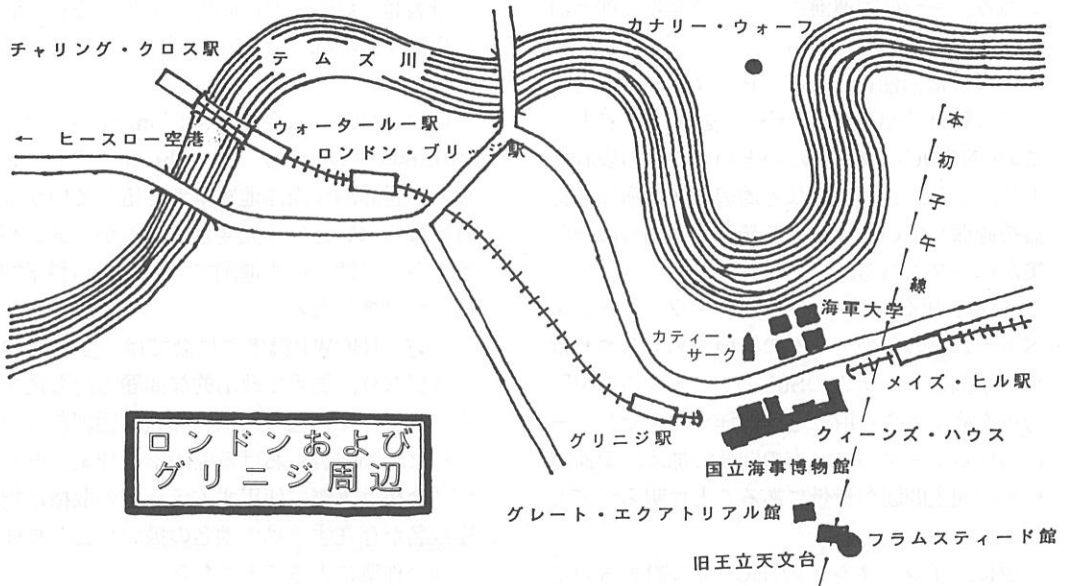 カナリー・ウォーフ
チャリング・クロス駅
テムズ川
← ヒースロー空港
ウォータールー駅
ロンドン・ブリッジ駅
本初子午線
海軍大学
カティー・
サーク
メイズ・ヒル駅
グリニジ駅
クィーンズ・ハウス
国立海事博物館
グレート・エクアトリアル館
フラムスティード館
旧王立天文台
ロンドンおよび
グリニジ周辺